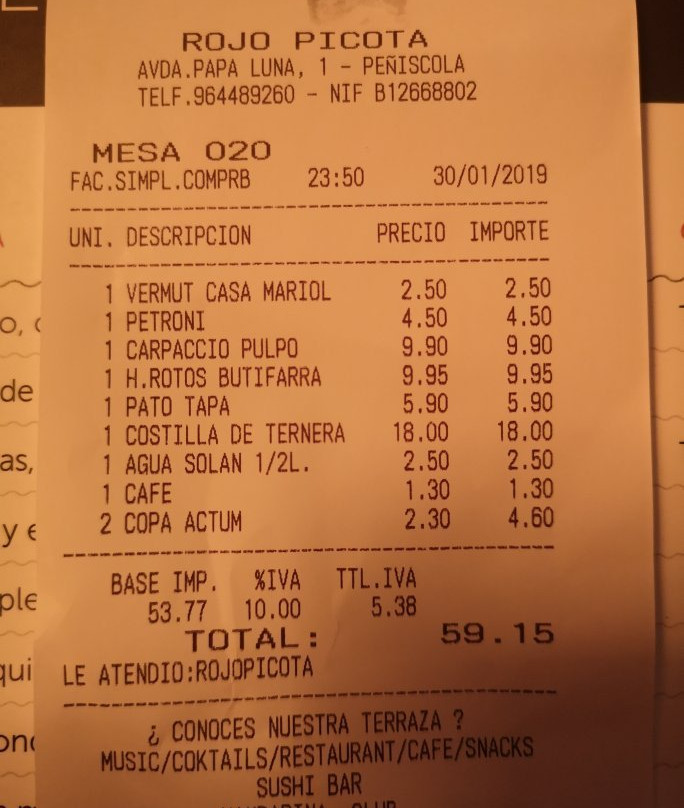 ROJO PICOTA
AVDA.PAPA LUNA, 1 - PEÑISCOLA
TELF.964489260 - NIF B12668802
MESA 020
FAC.SIMPL.COMPRB 23:50 30/01/2019
UNI. DESCRIPCION PRECIO IMPORTE
1 VERMUT CASA MARIOL 2.50 2.50
1 PETRONI 4.50 4.50
1 CARPACCIO PULPO 9.90 9.90
1 H.ROTOS BUTIFARRA 9.95 9.95
1 PATO TAPA 5.90 5.90
1 COSTILLA DE TERNERA 18.00 18.00
1 AGUA SOLAN 1/2L. 2.50 2.50
1 CAFE 1.30 1.30
2 COPA ACTUM 2.30 4.60
BASE IMP. %IVA TTL.IVA
53.77 10.00 5.38
TOTAL: 59.15
LE ATENDIO:ROJOPICOTA
¿ CONOCES NUESTRA TERRAZA ?
MUSIC/COKTAILS/RESTAURANT/CAFE/SNACKS
SUSHI BAR